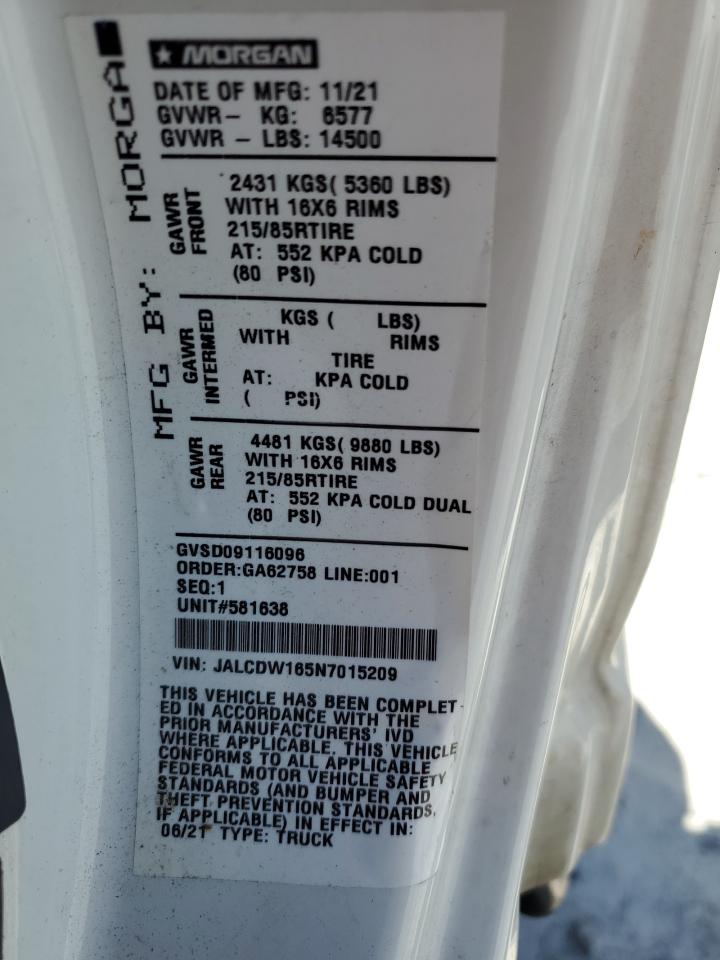 MORGAN
MFG BY: MORGA
DATE OF MFG: 11/21
GVWR- KG: 6577
GVWR - LBS: 14500
GAWR FRONT
2431 KGS( 5360 LBS)
WITH 16X6 RIMS
215/85RTIRE
AT: 552 KPA COLD
(80 PSI)
GAWR INTERMED
KGS ( LBS)
WITH RIMS
TIRE
AT: KPA COLD
( PSI)
GAWR REAR
4481 KGS( 9880 LBS)
WITH 16X6 RIMS
215/85RTIRE
AT: 552 KPA COLD DUAL
(80 PSI)
GVSD09116096
ORDER:GA62758 LINE:001
SEQ:1
UNIT#581638
VIN: JALCDW165N7015209
THIS VEHICLE HAS BEEN COMPLET-
ED IN ACCORDANCE WITH THE
PRIOR MANUFACTURERS' IVD
WHERE APPLICABLE. THIS VEHICLE
CONFORMS TO ALL APPLICABLE
FEDERAL MOTOR VEHICLE SAFETY
STANDARDS (AND BUMPER AND
THEFT PREVENTION STANDARDS,
IF APPLICABLE) IN EFFECT IN:
06/21 TYPE: TRUCK